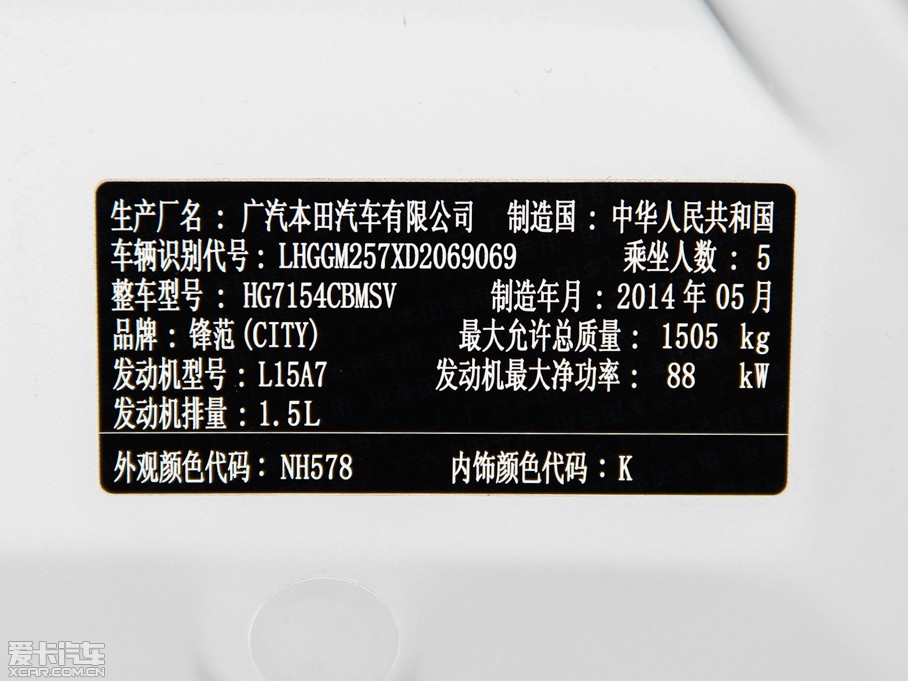 生产厂名：广汽本田汽车有限公司 制造国：中华人民共和国
车辆识别代号：LHGGM257XD2069069 乘坐人数：5
整车型号：HG7154CBMSV 制造年月：2014 年 05 月
品牌：锋范(CITY) 最大允许总质量：1505 kg
发动机型号：L15A7 发动机最大净功率：88 kW
发动机排量：1.5L
外观颜色代码：NH578 内饰颜色代码：K
爱卡汽车
XCAR.COM.CN